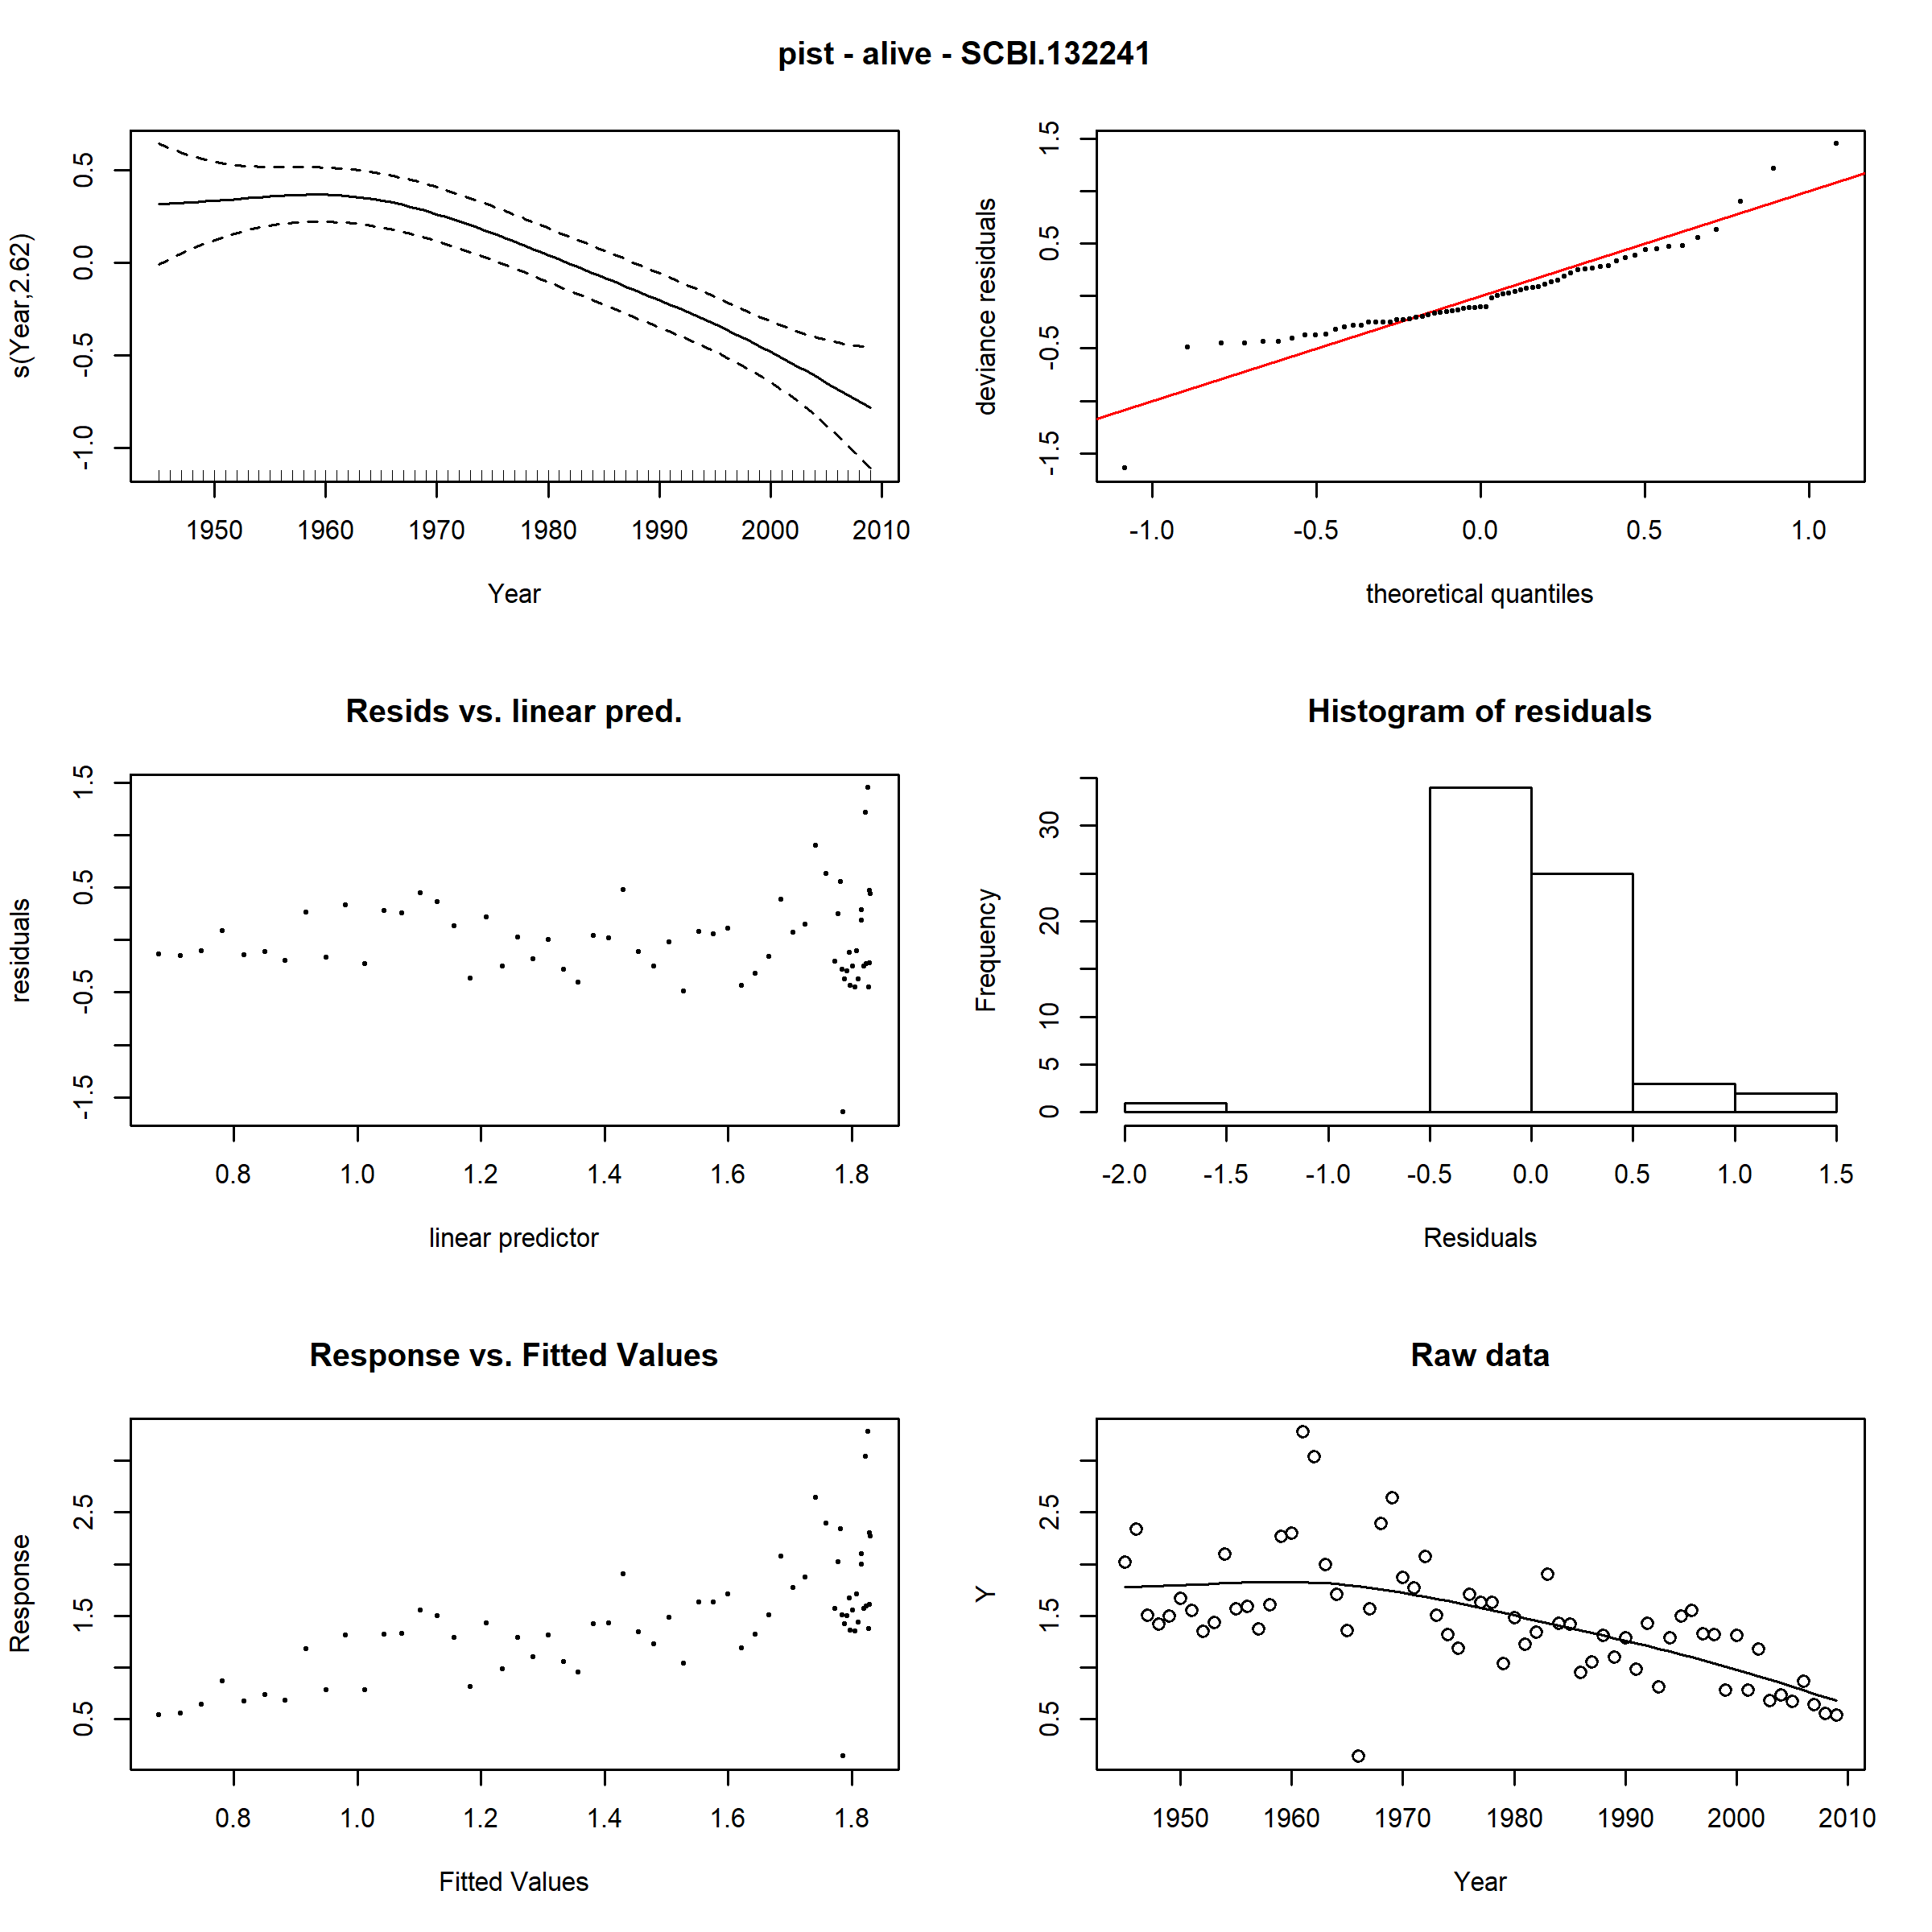 pist - alive - SCBI.132241
s(Year,2.62)
0.5
0.0
-0.5
-1.0
1950 1960 1970 1980 1990 2000 2010
Year
deviance residuals
1.5
0.5
-0.5
-1.5
-1.0 -0.5 0.0 0.5 1.0
theoretical quantiles
Resids vs. linear pred.
residuals
1.5
0.5
-0.5
-1.5
0.8 1.0 1.2 1.4 1.6 1.8
linear predictor
Histogram of residuals
Frequency
30
20
10
5
0
-2.0 -1.5 -1.0 -0.5 0.0 0.5 1.0 1.5
Residuals
Response vs. Fitted Values
Response
2.5
1.5
0.5
0.8 1.0 1.2 1.4 1.6 1.8
Fitted Values
Raw data
Y
2.5
1.5
0.5
1950 1960 1970 1980 1990 2000 2010
Year